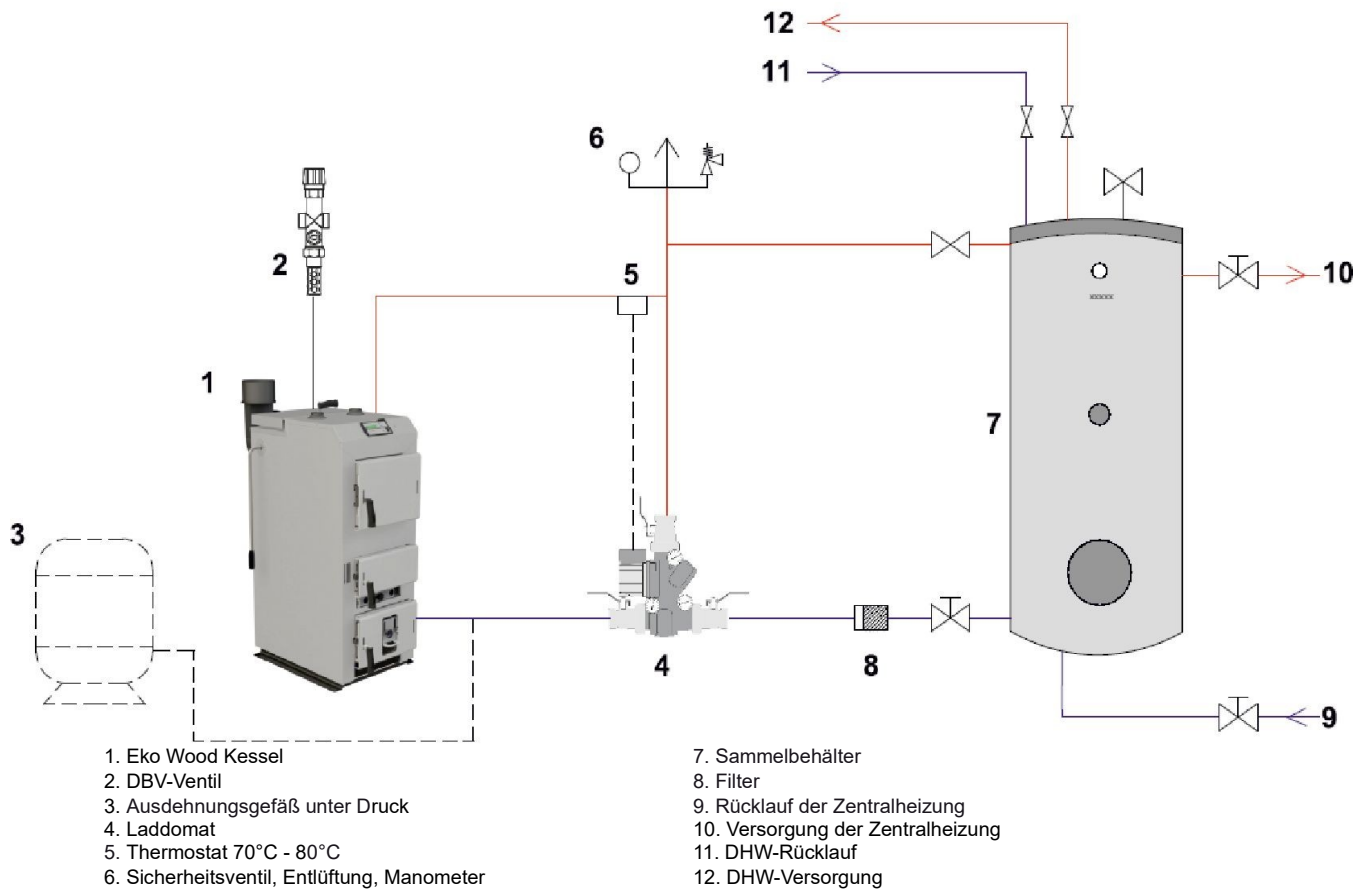 12
11
6
2
5
10
1
7
3
4
8
9
1. Eko Wood Kessel
2. DBV-Ventil
3. Ausdehnungsgefäß unter Druck
4. Laddomat
5. Thermostat 70°C - 80°C
6. Sicherheitsventil, Entlüftung, Manometer
7. Sammelbehälter
8. Filter
9. Rücklauf der Zentralheizung
10. Versorgung der Zentralheizung
11. DHW-Rücklauf
12. DHW-Versorgung